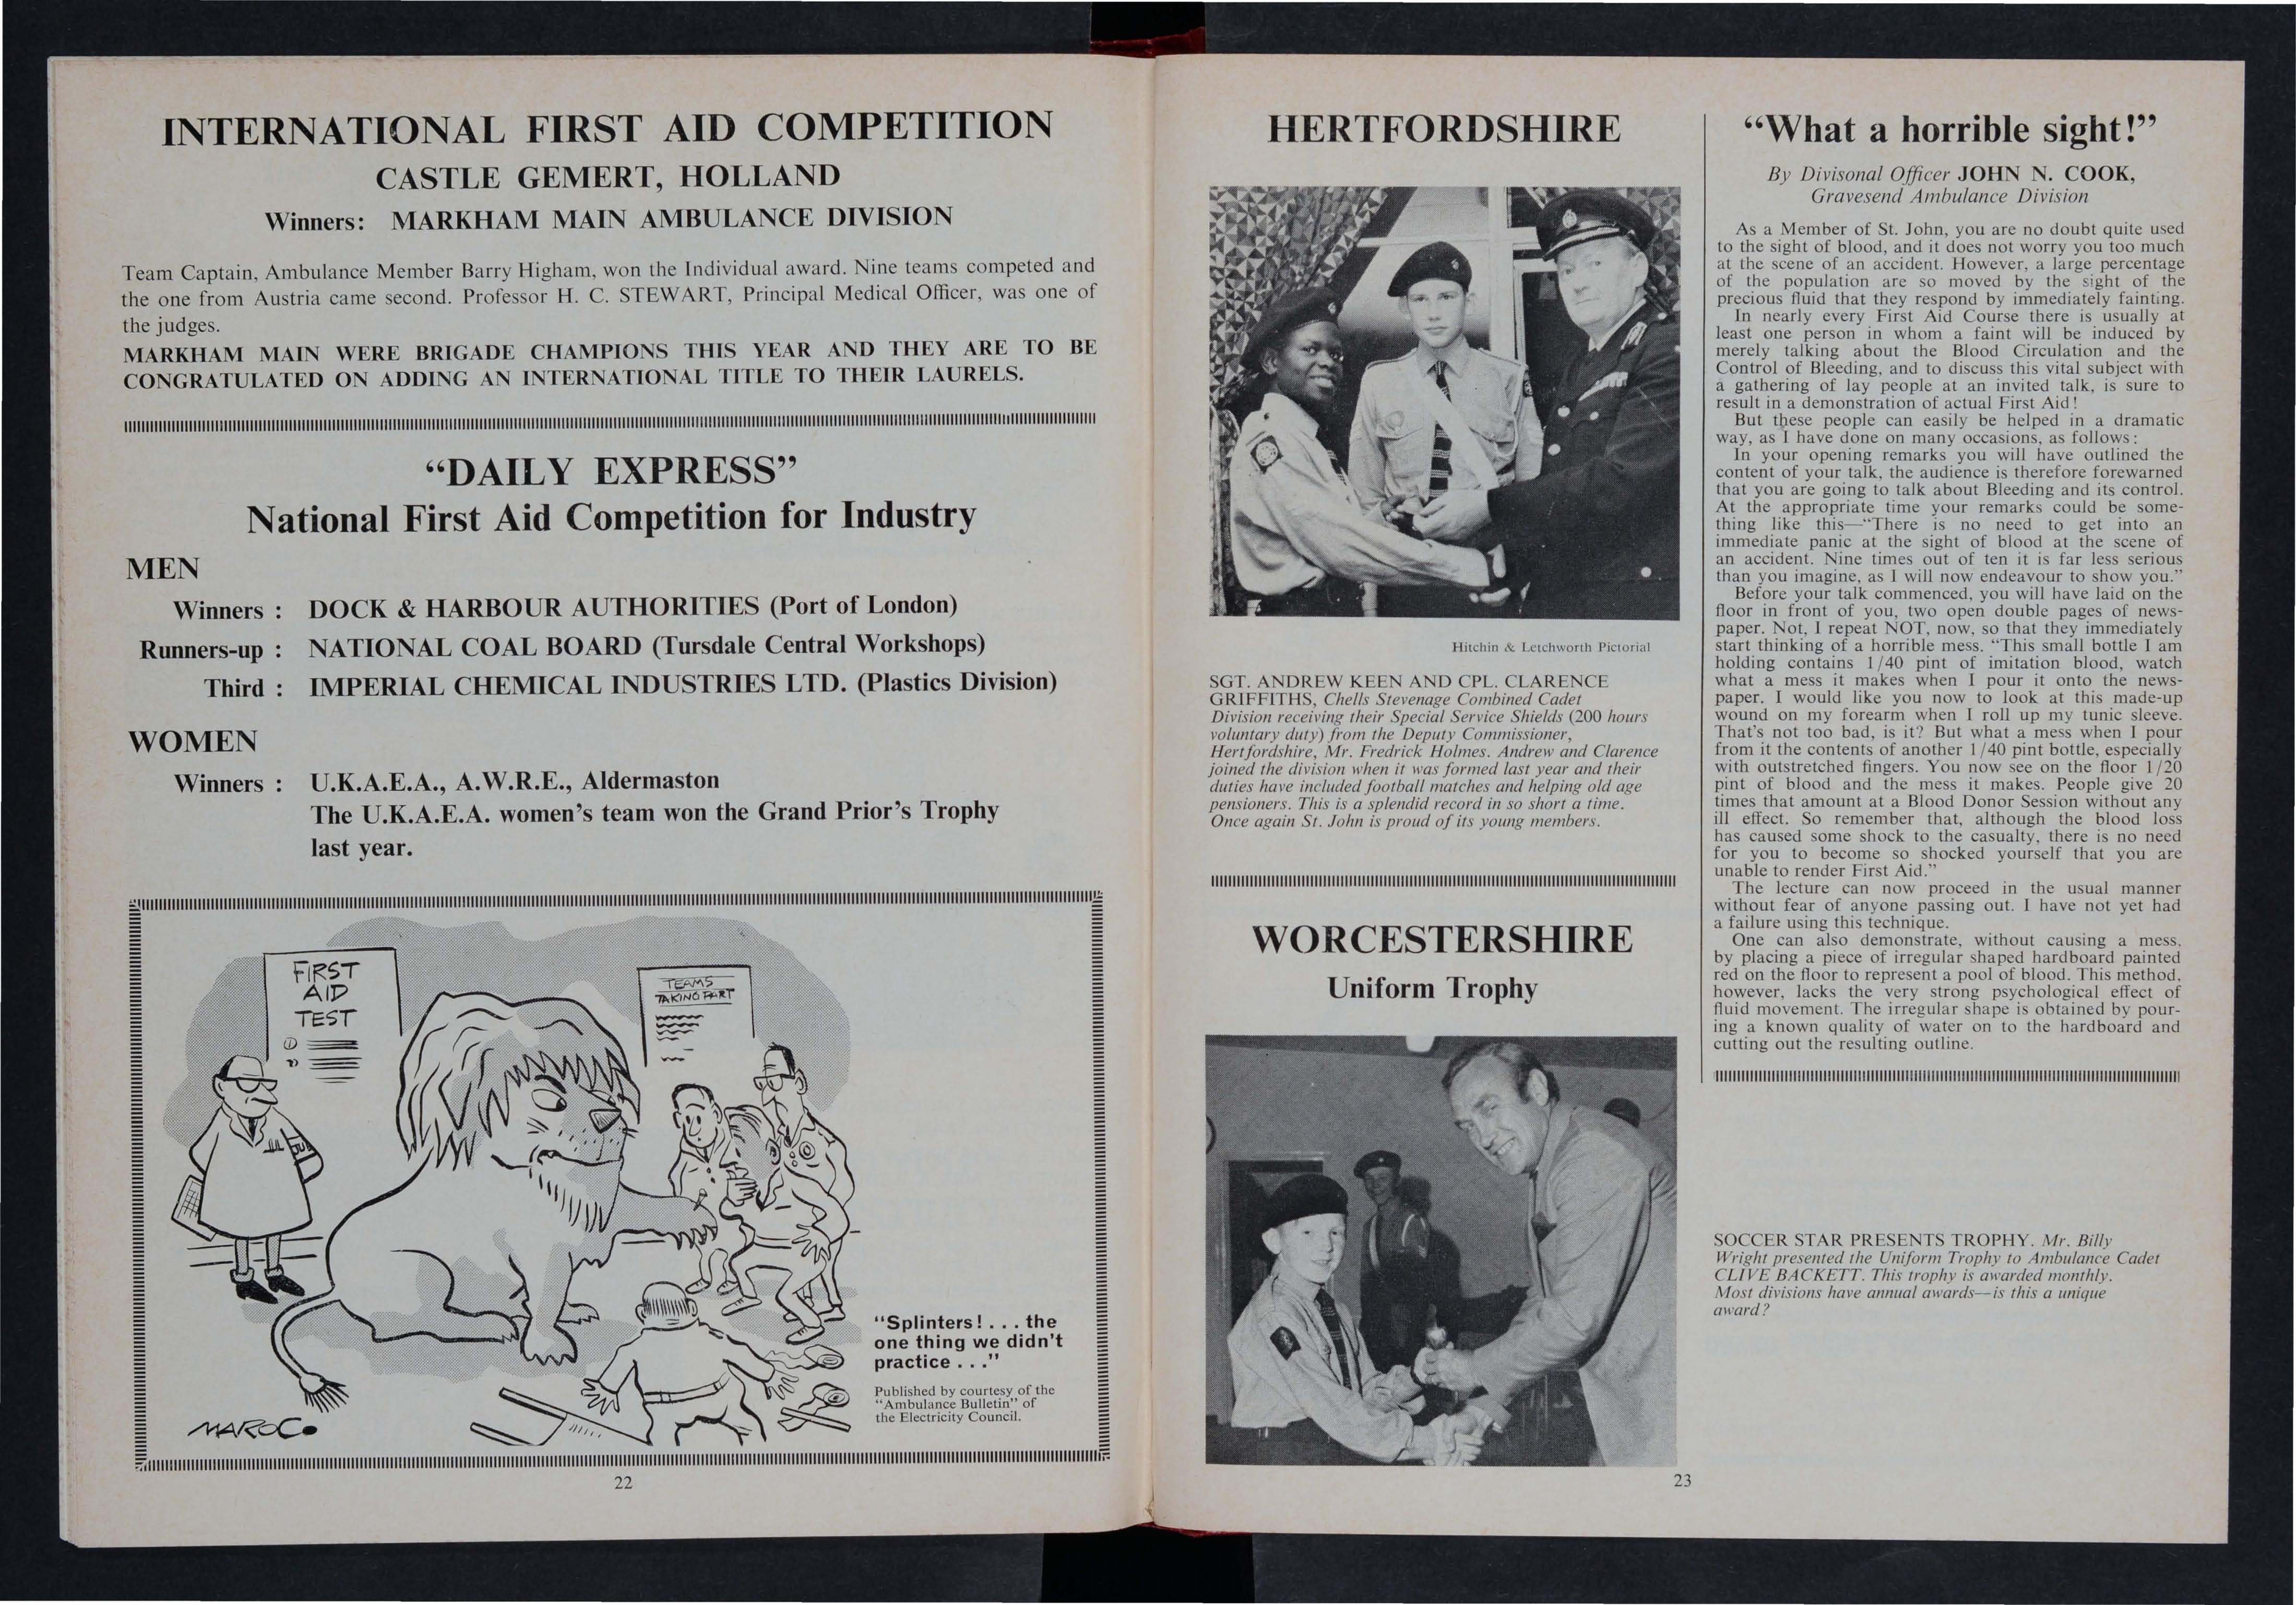 INTERNATIONAL FIRST AID COMPETITION
CASTLE GEMERT, HOLLAND
Winners: MARKHAM MAIN AMBULANCE DIVISION
Team Captain, Ambulance Member Barry Higham, won the Individual award. Nine teams competed and
the one from Austria came second. Professor H. C. STEWART, Principal Medical Officer, was one of
the judges.
MARKHAM MAIN WERE BRIGADE CHAMPIONS THIS YEAR AND THEY ARE TO BE
CONGRATULATED ON ADDING AN INTERNATIONAL TITLE TO THEIR LAURELS.
“DAILY EXPRESS”
National First Aid Competition for Industry
MEN
Winners : DOCK & HARBOUR AUTHORITIES (Port of London)
Runners-up : NATIONAL COAL BOARD (Tursdale Central Workshops)
Third : IMPERIAL CHEMICAL INDUSTRIES LTD. (Plastics Division)
WOMEN
Winners : U.K.A.E.A., A.W.R.E., Aldermaston
The U.K.A.E.A. women’s team won the Grand Prior’s Trophy
last year.
FIRST
AID
TEST
1)
2)
TEAMS
TAKING PART
“Splinters! . . . the
one thing we didn’t
practice . . .”
Published by courtesy of the
“Ambulance Bulletin” of
the Electricity Council.
MAROC
22
HERTFORDSHIRE
Hitchin & Letchworth Pictorial
SGT. ANDREW KEEN AND CPL. CLARENCE
GRIFFITHS, Chells Stevenage Combined Cadet
Division receiving their Special Service Shields (200 hours
voluntary duty) from the Deputy Commissioner,
Hertfordshire, Mr. Fredrick Holmes. Andrew and Clarence
joined the division when it was formed last year and their
duties have included football matches and helping old age
pensioners. This is a splendid record in so short a time.
Once again St. John is proud of its young members.
WORCESTERSHIRE
Uniform Trophy
“What a horrible sight!”
By Divisonal Officer JOHN N. COOK,
Gravesend Ambulance Division
As a Member of St. John, you are no doubt quite used
to the sight of blood, and it does not worry you too much
at the scene of an accident. However, a large percentage
of the population are so moved by the sight of the
precious fluid that they respond by immediately fainting.
In nearly every First Aid Course there is usually at
least one person in whom a faint will be induced by
merely talking about the Blood Circulation and the
Control of Bleeding, and to discuss this vital subject with
a gathering of lay people at an invited talk, is sure to
result in a demonstration of actual First Aid!
But these people can easily be helped in a dramatic
way, as I have done on many occasions, as follows:
In your opening remarks you will have outlined the
content of your talk, the audience is therefore forewarned
that you are going to talk about Bleeding and its control.
At the appropriate time your remarks could be some-
thing like this—“There is no need to get into an
immediate panic at the sight of blood at the scene of
an accident. Nine times out of ten it is far less serious
than you imagine, as I will now endeavour to show you.”
Before your talk commenced, you will have laid on the
floor in front of you, two open double pages of news-
paper. Not, I repeat NOT, now, so that they immediately
start thinking of a horrible mess. “This small bottle I am
holding contains 1/40 pint of imitation blood, watch
what a mess it makes when I pour it onto the news-
paper. I would like you now to look at this made-up
wound on my forearm when I roll up my tunic sleeve.
That’s not too bad, is it? But what a mess when I pour
from it the contents of another 1/40 pint bottle, especially
with outstretched fingers. You now see on the floor 1/20
pint of blood and the mess it makes. People give 20
times that amount at a Blood Donor Session without any
ill effect. So remember that, although the blood loss
has caused some shock to the casualty, there is no need
for you to become so shocked yourself that you are
unable to render First Aid.”
The lecture can now proceed in the usual manner
without fear of anyone passing out. I have not yet had
a failure using this technique.
One can also demonstrate, without causing a mess,
by placing a piece of irregular shaped hardboard painted
red on the floor to represent a pool of blood. This method,
however, lacks the very strong psychological effect of
fluid movement. The irregular shape is obtained by pour-
ing a known quality of water on to the hardboard and
cutting out the resulting outline.
SOCCER STAR PRESENTS TROPHY. Mr. Billy
Wright presented the Uniform Trophy to Ambulance Cadet
CLIVE BACKETT. This trophy is awarded monthly.
Most divisions have annual awards—is this a unique
award?
23